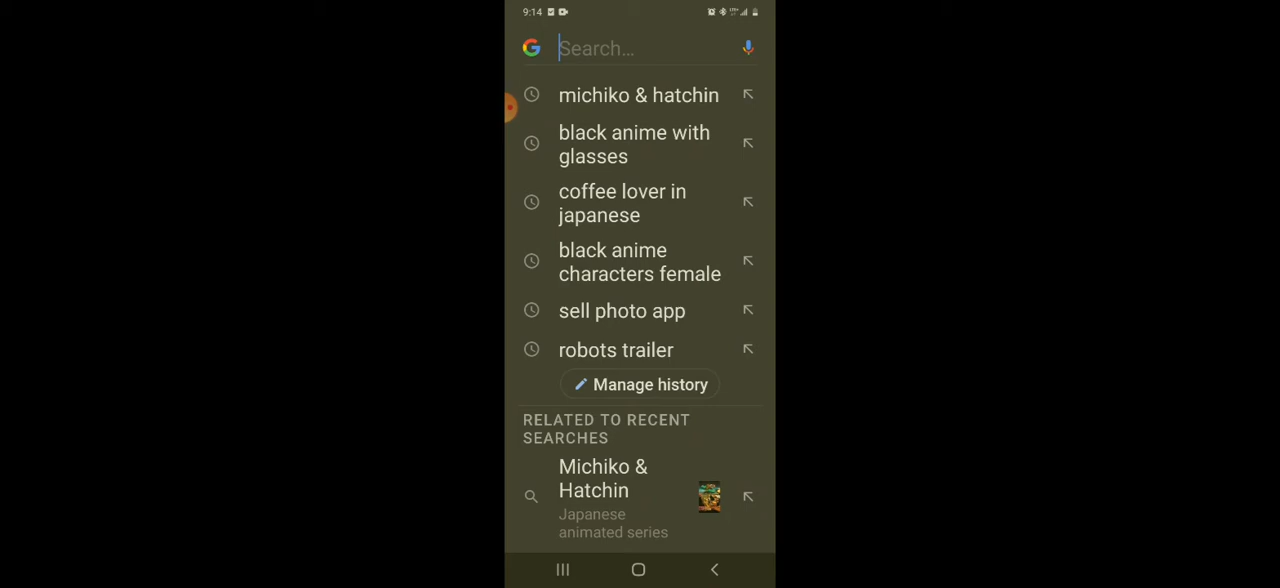 9:14
Search...
michiko & hatchin
black anime with
glasses
coffee lover in
japanese
black anime
characters female
sell photo app
robots trailer
Manage history
RELATED TO RECENT
SEARCHES
Michiko &
Hatchin
Japanese
animated series